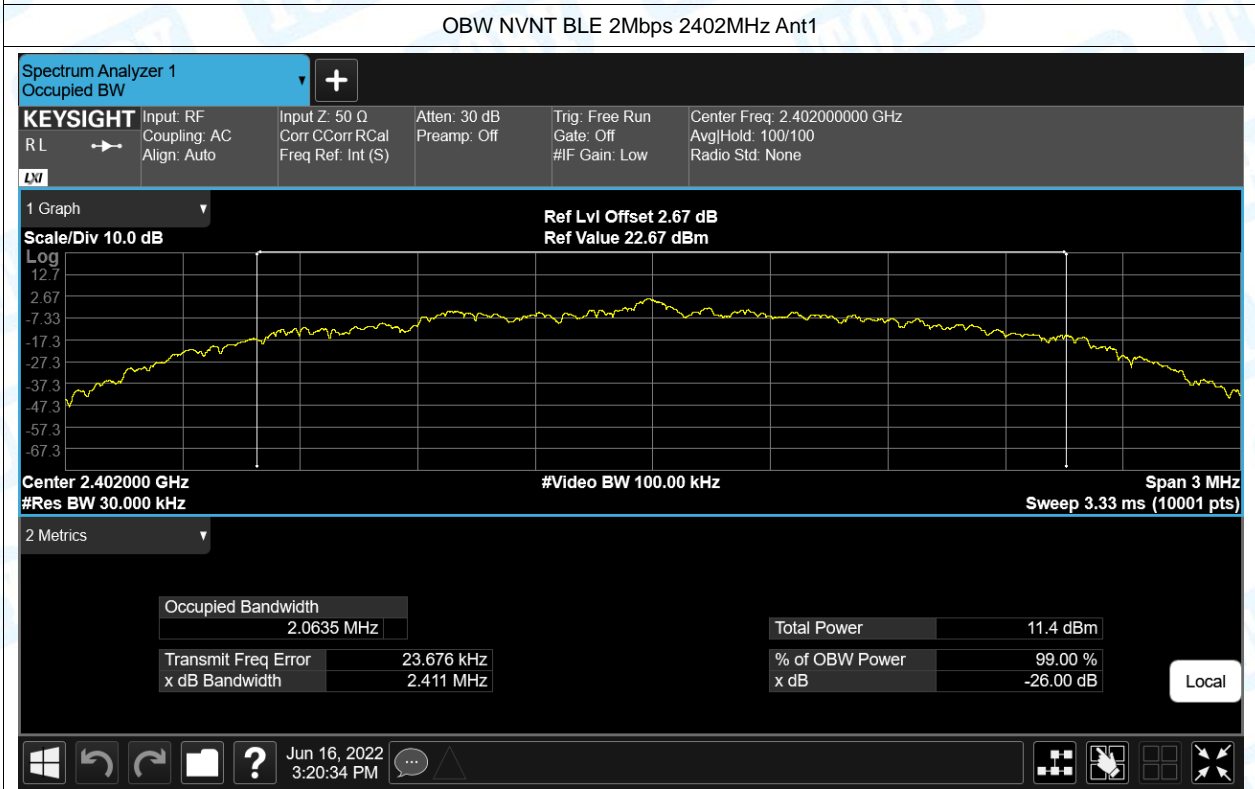 OBW NVNT BLE 2Mbps 2402MHz Ant1
Spectrum Analyzer 1
Occupied BW
KEYSIGHT
R L
LXI
Input: RF
Coupling: AC
Align: Auto
Input Z: 50 Ω
Corr CCorr RCal
Freq Ref: Int (S)
Atten: 30 dB
Preamp: Off
Trig: Free Run
Gate: Off
#IF Gain: Low
Center Freq: 2.402000000 GHz
Avg|Hold: 100/100
Radio Std: None
1 Graph
Scale/Div 10.0 dB
Ref Lvl Offset 2.67 dB
Ref Value 22.67 dBm
Log
12.7
2.67
-7.33
-17.3
-27.3
-37.3
-47.3
-57.3
-67.3
Center 2.402000 GHz
#Res BW 30.000 kHz
#Video BW 100.00 kHz
Span 3 MHz
Sweep 3.33 ms (10001 pts)
2 Metrics
Occupied Bandwidth
2.0635 MHz
Transmit Freq Error 23.676 kHz
x dB Bandwidth 2.411 MHz
Total Power 11.4 dBm
% of OBW Power 99.00 %
x dB -26.00 dB
Local
?
Jun 16, 2022
3:20:34 PM